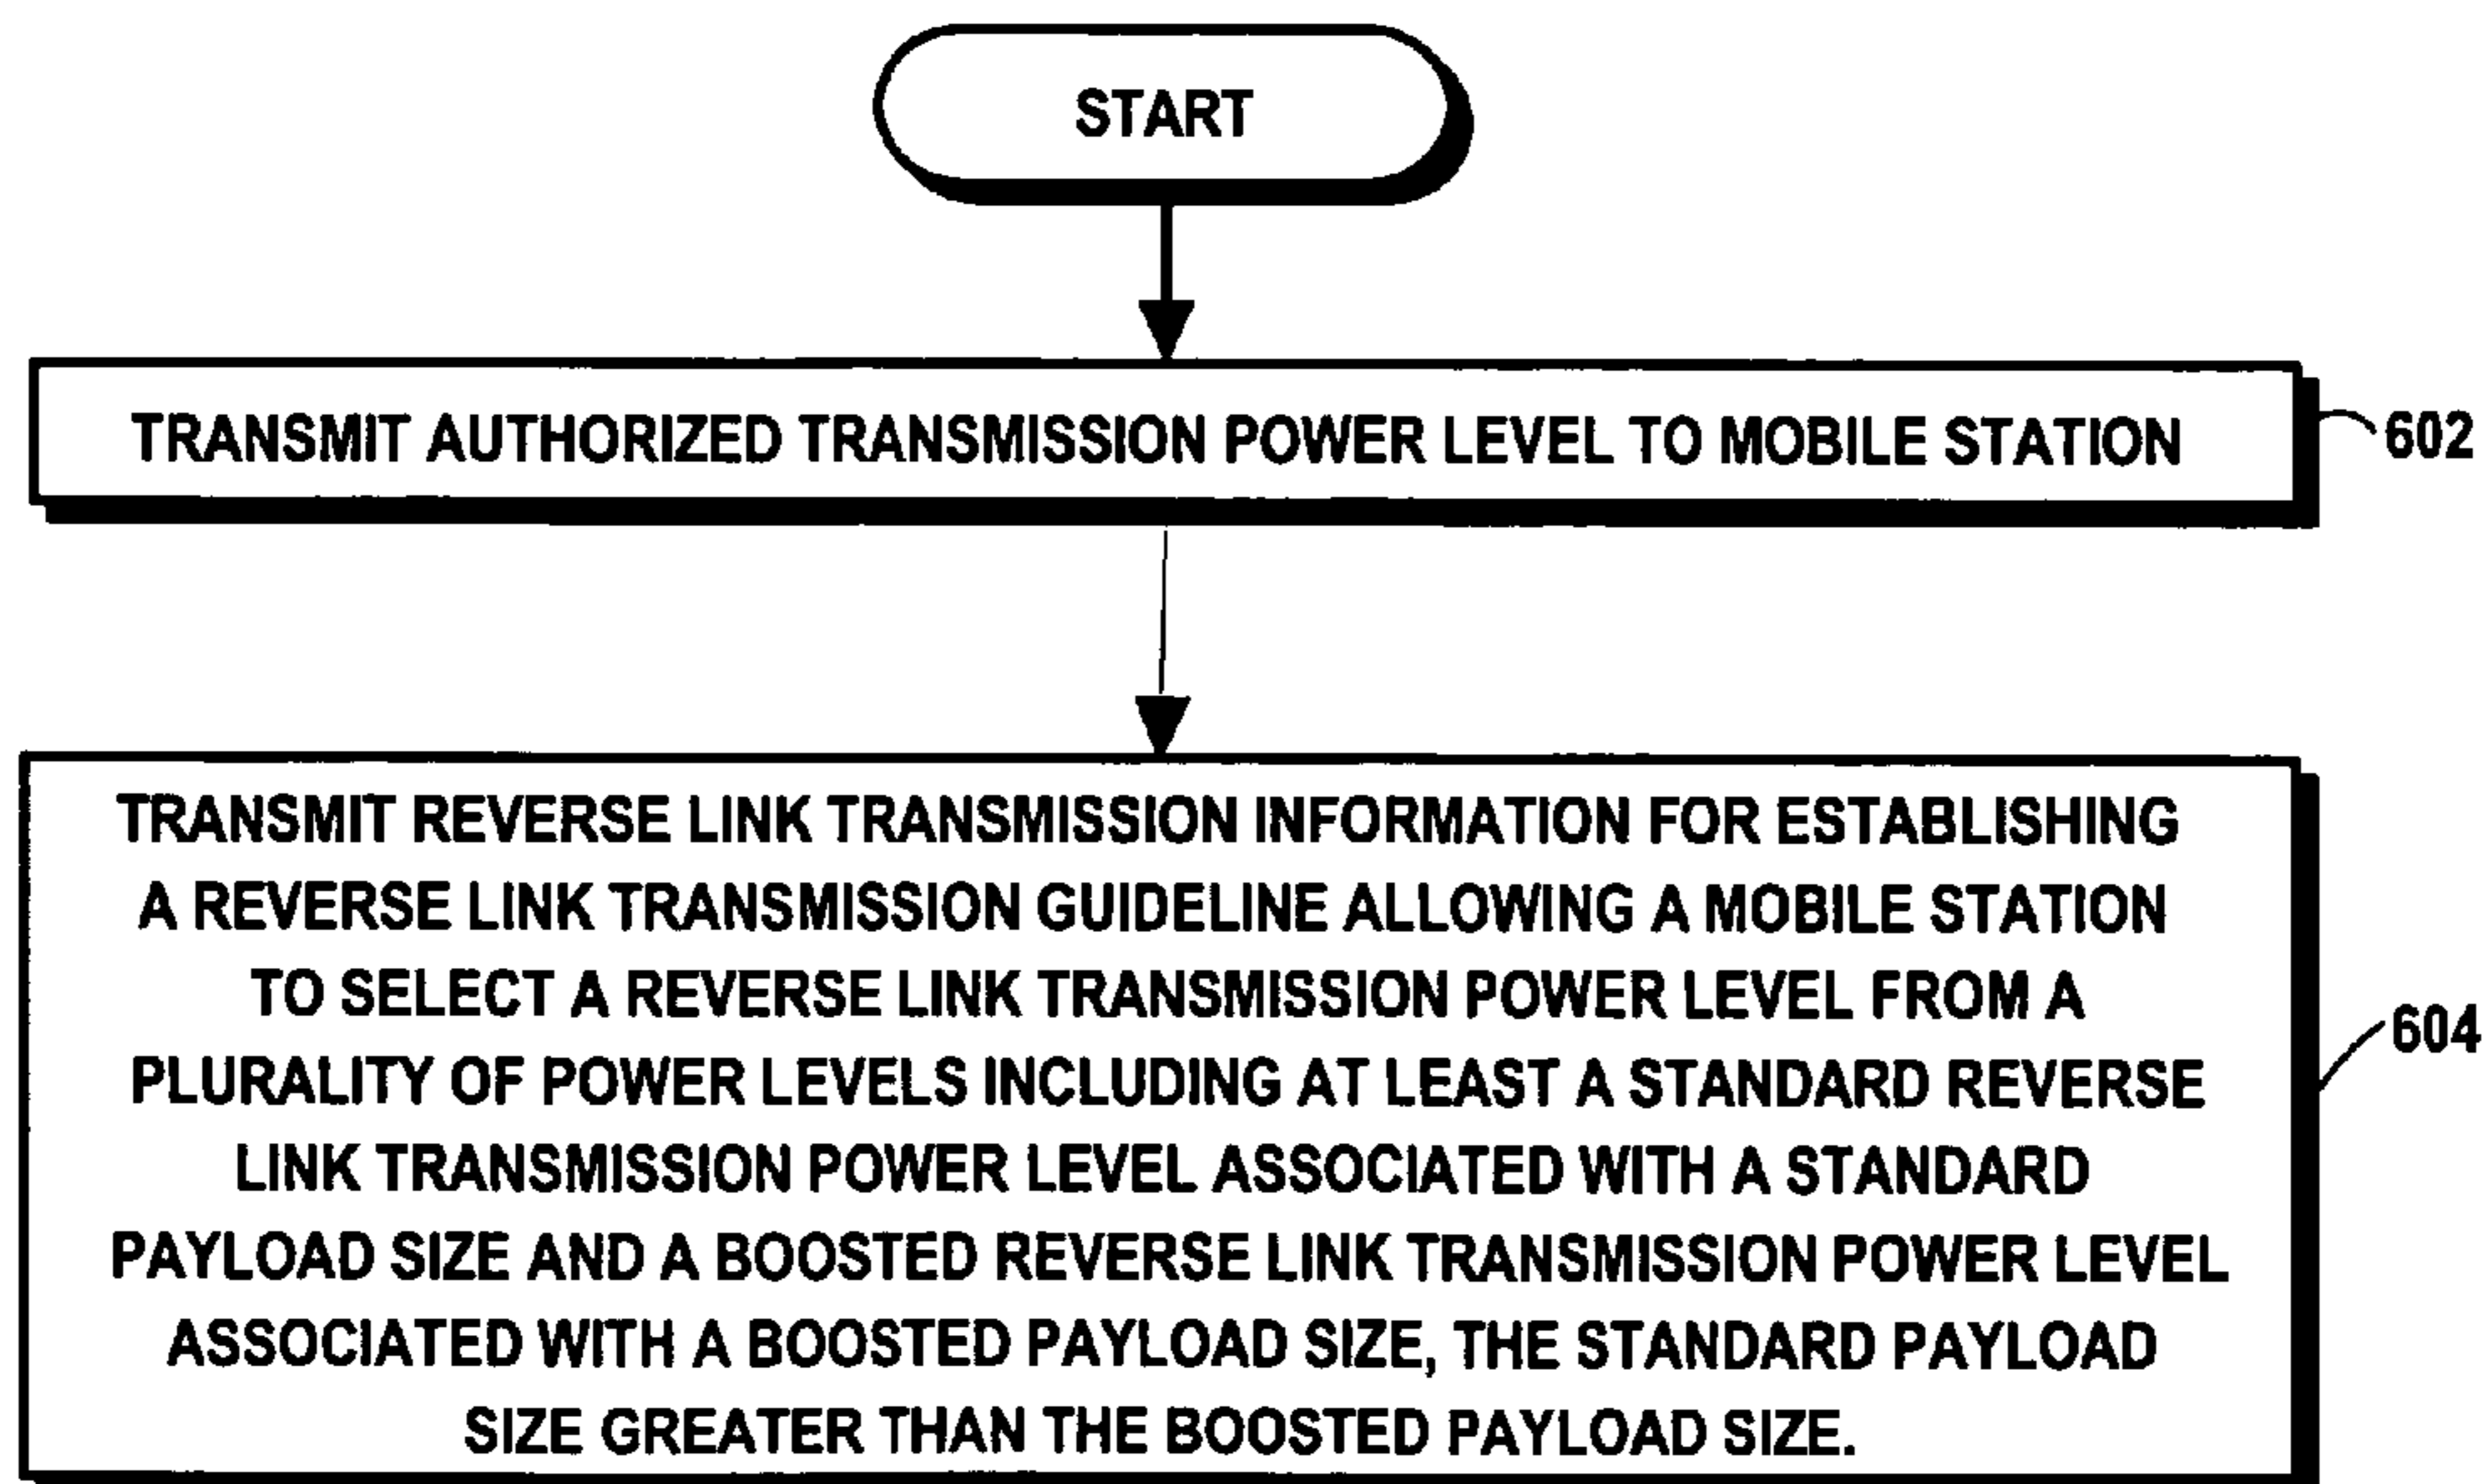 START
TRANSMIT AUTHORIZED TRANSMISSION POWER LEVEL TO MOBILE STATION
602
TRANSMIT REVERSE LINK TRANSMISSION INFORMATION FOR ESTABLISHING
A REVERSE LINK TRANSMISSION GUIDELINE ALLOWING A MOBILE STATION
TO SELECT A REVERSE LINK TRANSMISSION POWER LEVEL FROM A
PLURALITY OF POWER LEVELS INCLUDING AT LEAST A STANDARD REVERSE
LINK TRANSMISSION POWER LEVEL ASSOCIATED WITH A STANDARD
PAYLOAD SIZE AND A BOOSTED REVERSE LINK TRANSMISSION POWER LEVEL
ASSOCIATED WITH A BOOSTED PAYLOAD SIZE, THE STANDARD PAYLOAD
SIZE GREATER THAN THE BOOSTED PAYLOAD SIZE.
604